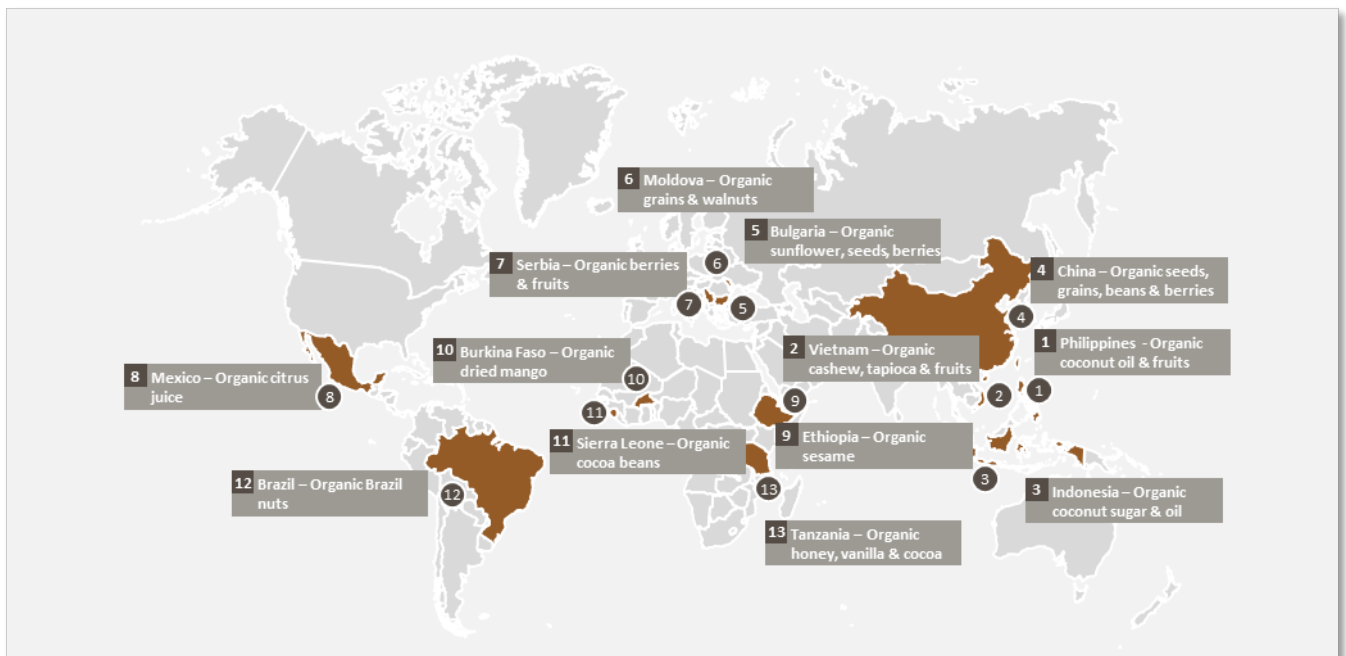 6 Moldova – Organic
grains & walnuts
5 Bulgaria – Organic
sunflower, seeds, berries
7 Serbia – Organic berries
& fruits
6
4 China – Organic seeds,
grains, beans & berries
7
5
4
10 Burkina Faso – Organic
dried mango
2 Vietnam – Organic
cashew, tapioca & fruits
1 Philippines - Organic
coconut oil & fruits
8 Mexico – Organic citrus
juice
8
10
9
2
1
11
11 Sierra Leone – Organic
cocoa beans
9 Ethiopia – Organic
sesame
12 Brazil – Organic Brazil
nuts
12
13
3
3 Indonesia – Organic
coconut sugar & oil
13 Tanzania – Organic
honey, vanilla & cocoa